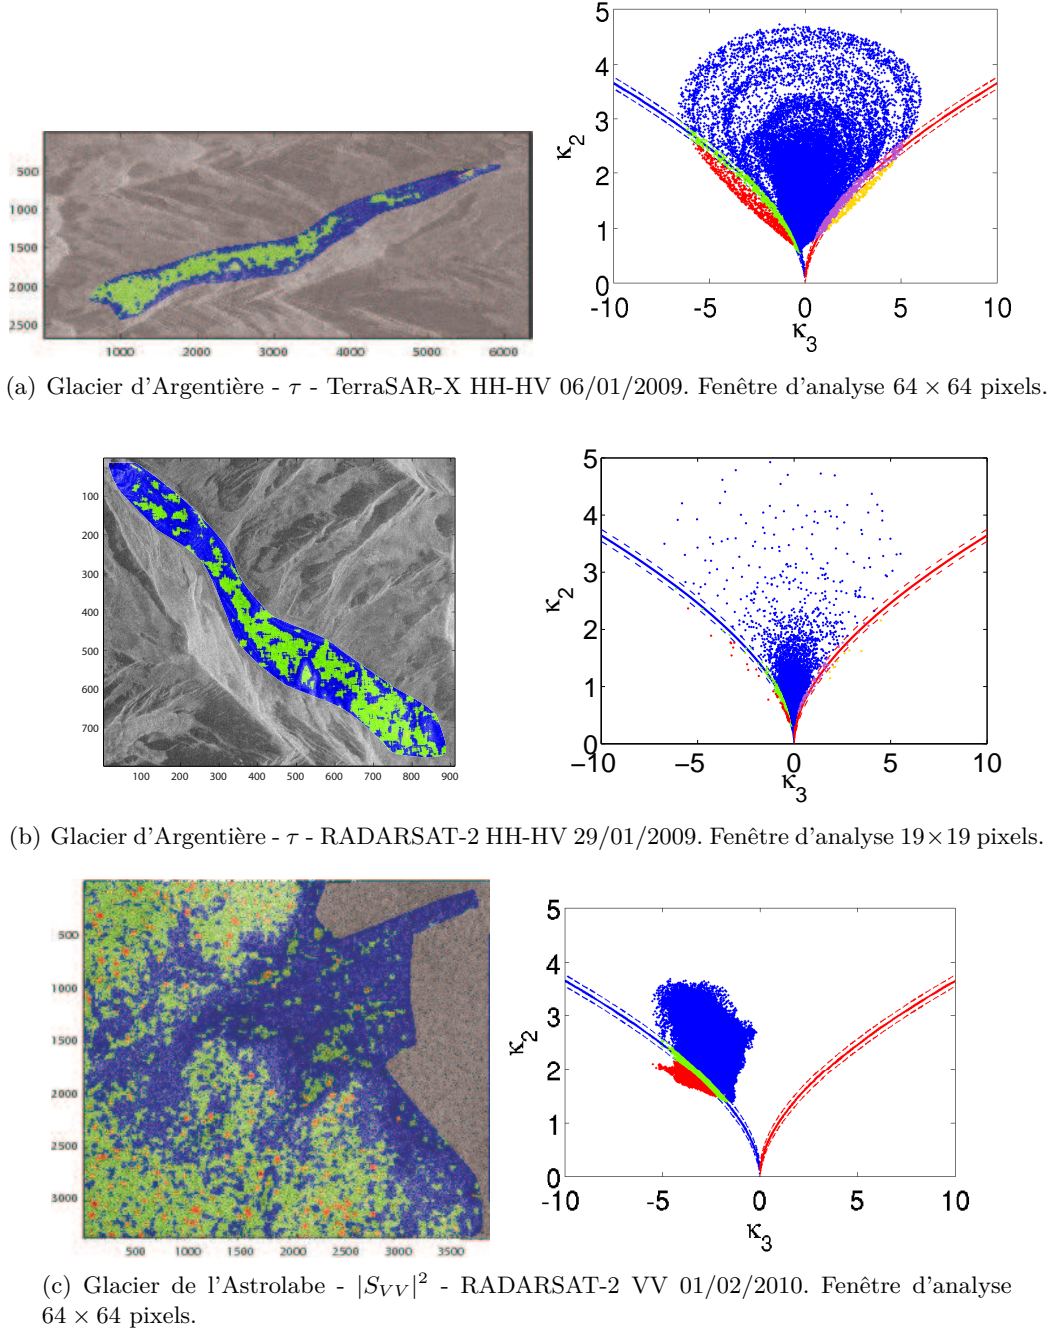 5
4
3
2
1
0
κ2
-10 -5 0 5 10
κ3
500
1000
1500
2000
2500
1000 2000 3000 4000 5000 6000
(a) Glacier d'Argentière - τ - TerraSAR-X HH-HV 06/01/2009. Fenêtre d'analyse 64 × 64 pixels.
100
200
300
400
500
600
700
100 200 300 400 500 600 700 800 900
5
4
3
2
1
0
κ2
−10 −5 0 5 10
κ3
(b) Glacier d'Argentière - τ - RADARSAT-2 HH-HV 29/01/2009. Fenêtre d'analyse 19×19 pixels.
500
1000
1500
2000
2500
3000
500 1000 1500 2000 2500 3000 3500
5
4
3
2
1
0
κ2
-10 -5 0 5 10
κ3
(c) Glacier de l'Astrolabe - |S_VV|² - RADARSAT-2 VV 01/02/2010. Fenêtre d'analyse
64 × 64 pixels.